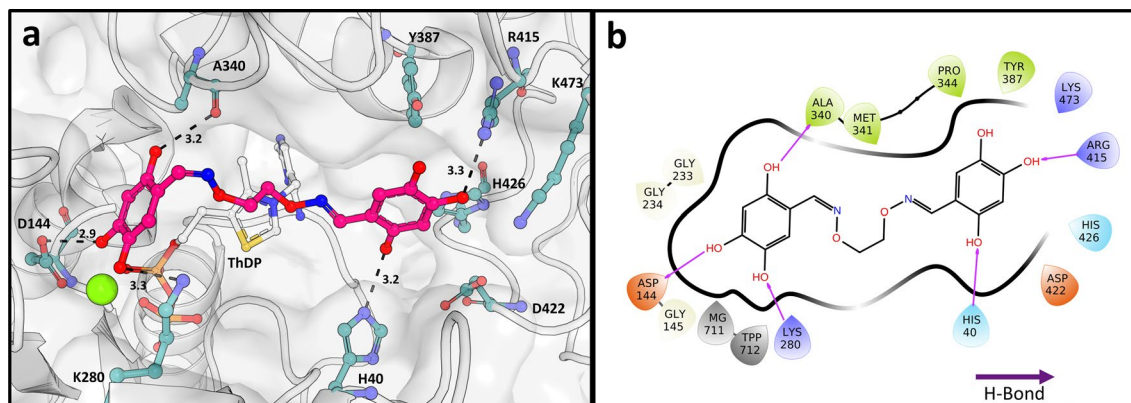 a
A340
Y387
R415
K473
3.2
3.3
H426
D144
2.9
3.3
ThDP
3.2
D422
K280
H40
b
PRO
344
TYR
387
LYS
473
ALA
340
MET
341
OH
OH
OH
ARG
415
GLY
233
GLY
234
OH
HO
N
O
O
N
OH
OH
HIS
426
ASP
422
ASP
144
GLY
145
MG
711
TPP
712
LYS
280
HIS
40
H-Bond